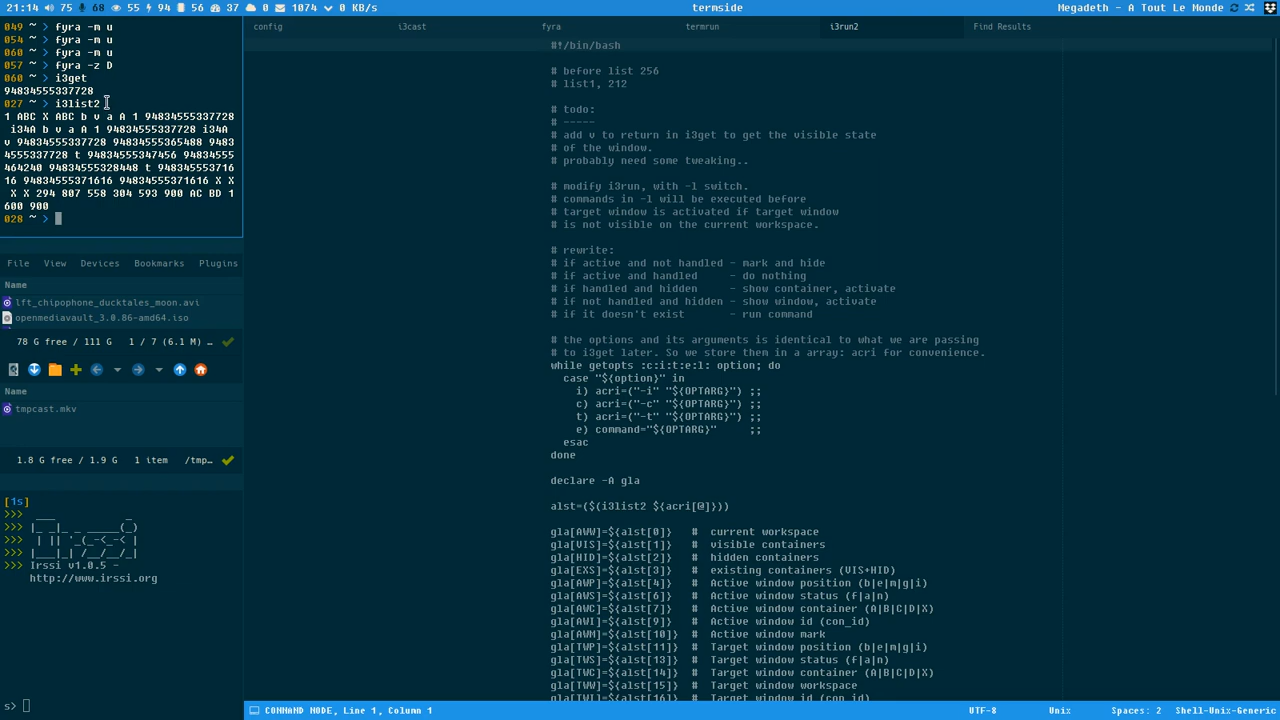 21:14 75 68 55 94 56 0 1074 0 KB/s
termside
Megadeth - A Tout Le Monde
049 ~ > fyra -m u
054 ~ > fyra -m u
060 ~ > fyra -m u
057 ~ > fyra -z D
060 ~ > i3get
94834555337728
027 ~ > i3list2
1 ABC X ABC b v a A 1 94834555337728
i34A b v a A 1 94834555337728 i34A
v 94834555337728 94834555365488 9483
4555337728 t 94834555347456 94834555
464240 94834555328448 t 948345553716
16 94834555371616 94834555371616 X X
X X 294 807 558 304 593 900 AC BD 1
600 900
028 ~ >
File View Devices Bookmarks Plugins
Name
lft_chipophone_ducktales_moon.avi
openmediavault_3.0.86-amd64.iso
78 G free / 111 G 1 / 7 (6.1 M) …
Name
tmpcast.mkv
1.8 G free / 1.9 G 1 item /tmp…
[1s]
>>> ___ _
>>> |_ _|_ _ _____(_)
>>> | || '_(_-<_-< |
>>> |___|_| /__/__/_|
>>> Irssi v1.0.5 -
http://www.irssi.org
s>
config i3cast fyra termrun i3run2 Find Results
#!/bin/bash
# before list 256
# list1, 212
# todo:
# -----
# add v to return in i3get to get the visible state
# of the window.
# probably need some tweaking..
# modify i3run, with -l switch.
# commands in -l will be executed before
# target window is activated if target window
# is not visible on the current workspace.
# rewrite:
# if active and not handled - mark and hide
# if active and handled - do nothing
# if handled and hidden - show container, activate
# if not handled and hidden - show window, activate
# if it doesn't exist - run command
# the options and its arguments is identical to what we are passing
# to i3get later. So we store them in a array: acri for convenience.
while getopts :c:i:t:e:l: option; do
case "${option}" in
i) acri=("-i" "${OPTARG}") ;;
c) acri=("-c" "${OPTARG}") ;;
t) acri=("-t" "${OPTARG}") ;;
e) command="${OPTARG}" ;;
esac
done
declare -A gla
alst=($(i3list2 ${acri[@]}))
gla[AWW]=${alst[0]} # current workspace
gla[VIS]=${alst[1]} # visible containers
gla[HID]=${alst[2]} # hidden containers
gla[EXS]=${alst[3]} # existing containers (VIS+HID)
gla[AWP]=${alst[4]} # Active window position (b|e|m|g|i)
gla[AWS]=${alst[6]} # Active window status (f|a|n)
gla[AWC]=${alst[7]} # Active window container (A|B|C|D|X)
gla[AWI]=${alst[9]} # Active window id (con_id)
gla[AWM]=${alst[10]} # Active window mark
gla[TWP]=${alst[11]} # Target window position (b|e|m|g|i)
gla[TWS]=${alst[13]} # Target window status (f|a|n)
gla[TWC]=${alst[14]} # Target window container (A|B|C|D|X)
gla[TWW]=${alst[15]} # Target window workspace
gla[TWI]=${alst[16]} # Target window id (con_id)
COMMAND MODE, Line 1, Column 1
UTF-8 Unix Spaces: 2 Shell-Unix-Generic